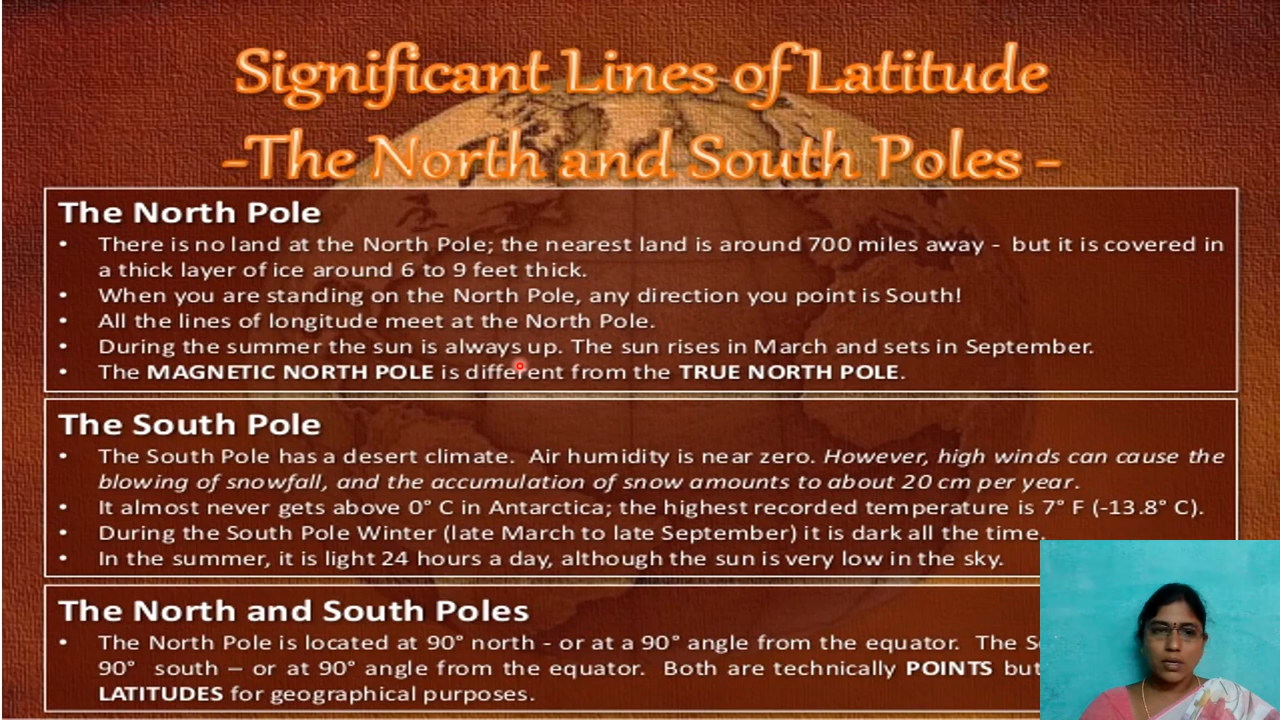 Significant Lines of Latitude
-The North and South Poles -
The North Pole
• There is no land at the North Pole; the nearest land is around 700 miles away - but it is covered in
a thick layer of ice around 6 to 9 feet thick.
• When you are standing on the North Pole, any direction you point is South!
• All the lines of longitude meet at the North Pole.
• During the summer the sun is always up. The sun rises in March and sets in September.
• The MAGNETIC NORTH POLE is different from the TRUE NORTH POLE.
The South Pole
• The South Pole has a desert climate. Air humidity is near zero. However, high winds can cause the
blowing of snowfall, and the accumulation of snow amounts to about 20 cm per year.
• It almost never gets above 0° C in Antarctica; the highest recorded temperature is 7° F (-13.8° C).
• During the South Pole Winter (late March to late September) it is dark all the time.
• In the summer, it is light 24 hours a day, although the sun is very low in the sky.
The North and South Poles
• The North Pole is located at 90° north - or at a 90° angle from the equator. The
90° south – or at 90° angle from the equator. Both are technically POINTS but
LATITUDES for geographical purposes.